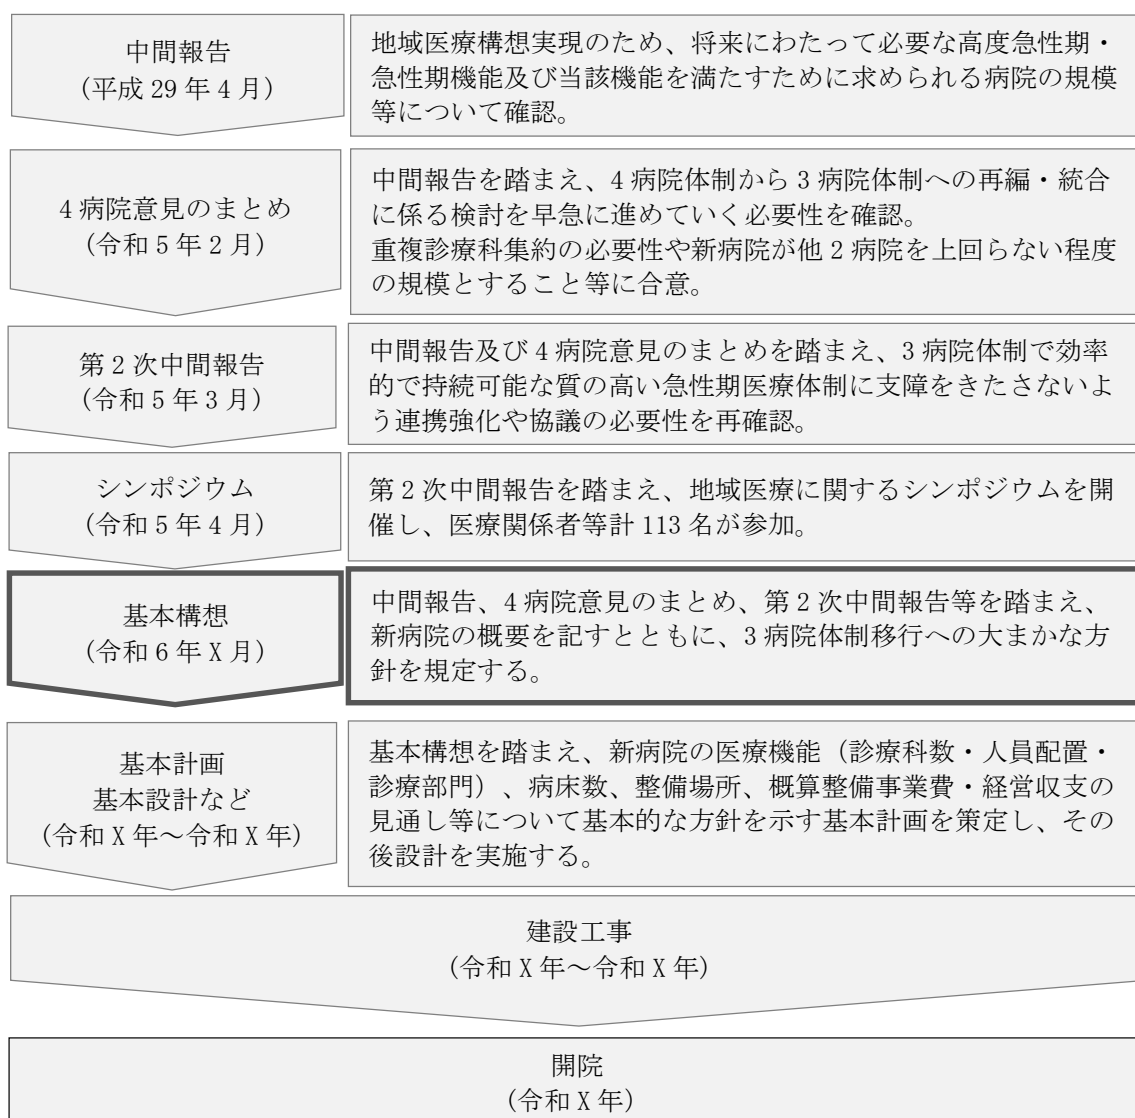 中間報告
(平成 29 年 4 月)
地域医療構想実現のため、将来にわたって必要な高度急性期・
急性期機能及び当該機能を満たすために求められる病院の規模
等について確認。
4 病院意見のまとめ
(令和 5 年 2 月)
中間報告を踏まえ、4 病院体制から 3 病院体制への再編・統合
に係る検討を早急に進めていく必要性を確認。
重複診療科集約の必要性や新病院が他 2 病院を上回らない程度
の規模とすること等に合意。
第 2 次中間報告
(令和 5 年 3 月)
中間報告及び 4 病院意見のまとめを踏まえ、3 病院体制で効率
的で持続可能な質の高い急性期医療体制に支障をきたさないよ
う連携強化や協議の必要性を再確認。
シンポジウム
(令和 5 年 4 月)
第 2 次中間報告を踏まえ、地域医療に関するシンポジウムを開
催し、医療関係者等計 113 名が参加。
基本構想
(令和 6 年 X 月)
中間報告、4 病院意見のまとめ、第 2 次中間報告等を踏まえ、
新病院の概要を記すとともに、3 病院体制移行への大まかな方
針を規定する。
基本計画
基本設計など
(令和 X 年～令和 X 年)
基本構想を踏まえ、新病院の医療機能（診療科数・人員配置・
診療部門）、病床数、整備場所、概算整備事業費・経営収支の
見通し等について基本的な方針を示す基本計画を策定し、その
後設計を実施する。
建設工事
(令和 X 年～令和 X 年)
開院
(令和 X 年)